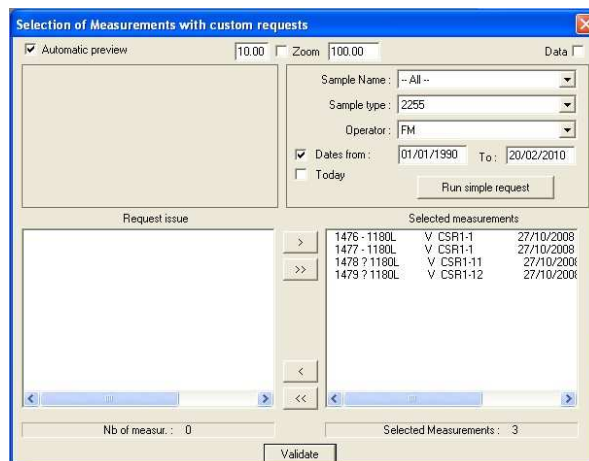 Selection of Measurements with custom requests
Automatic preview 10.00 Zoom 100.00 Data
Sample Name : -- All --
Sample type : 2255
Operator : FM
Dates from : 01/01/1990 To : 20/02/2010
Today
Run simple request
Request issue
Selected measurements
>
>>
<
<<
1476 - 1180L V CSR1-1 27/10/2008
1477 - 1180L V CSR1-1 27/10/2008
1478 ? 1180L V CSR1-11 27/10/2008
1479 ? 1180L V CSR1-12 27/10/2008
Nb of measur. : 0
Selected Measurements : 3
Validate